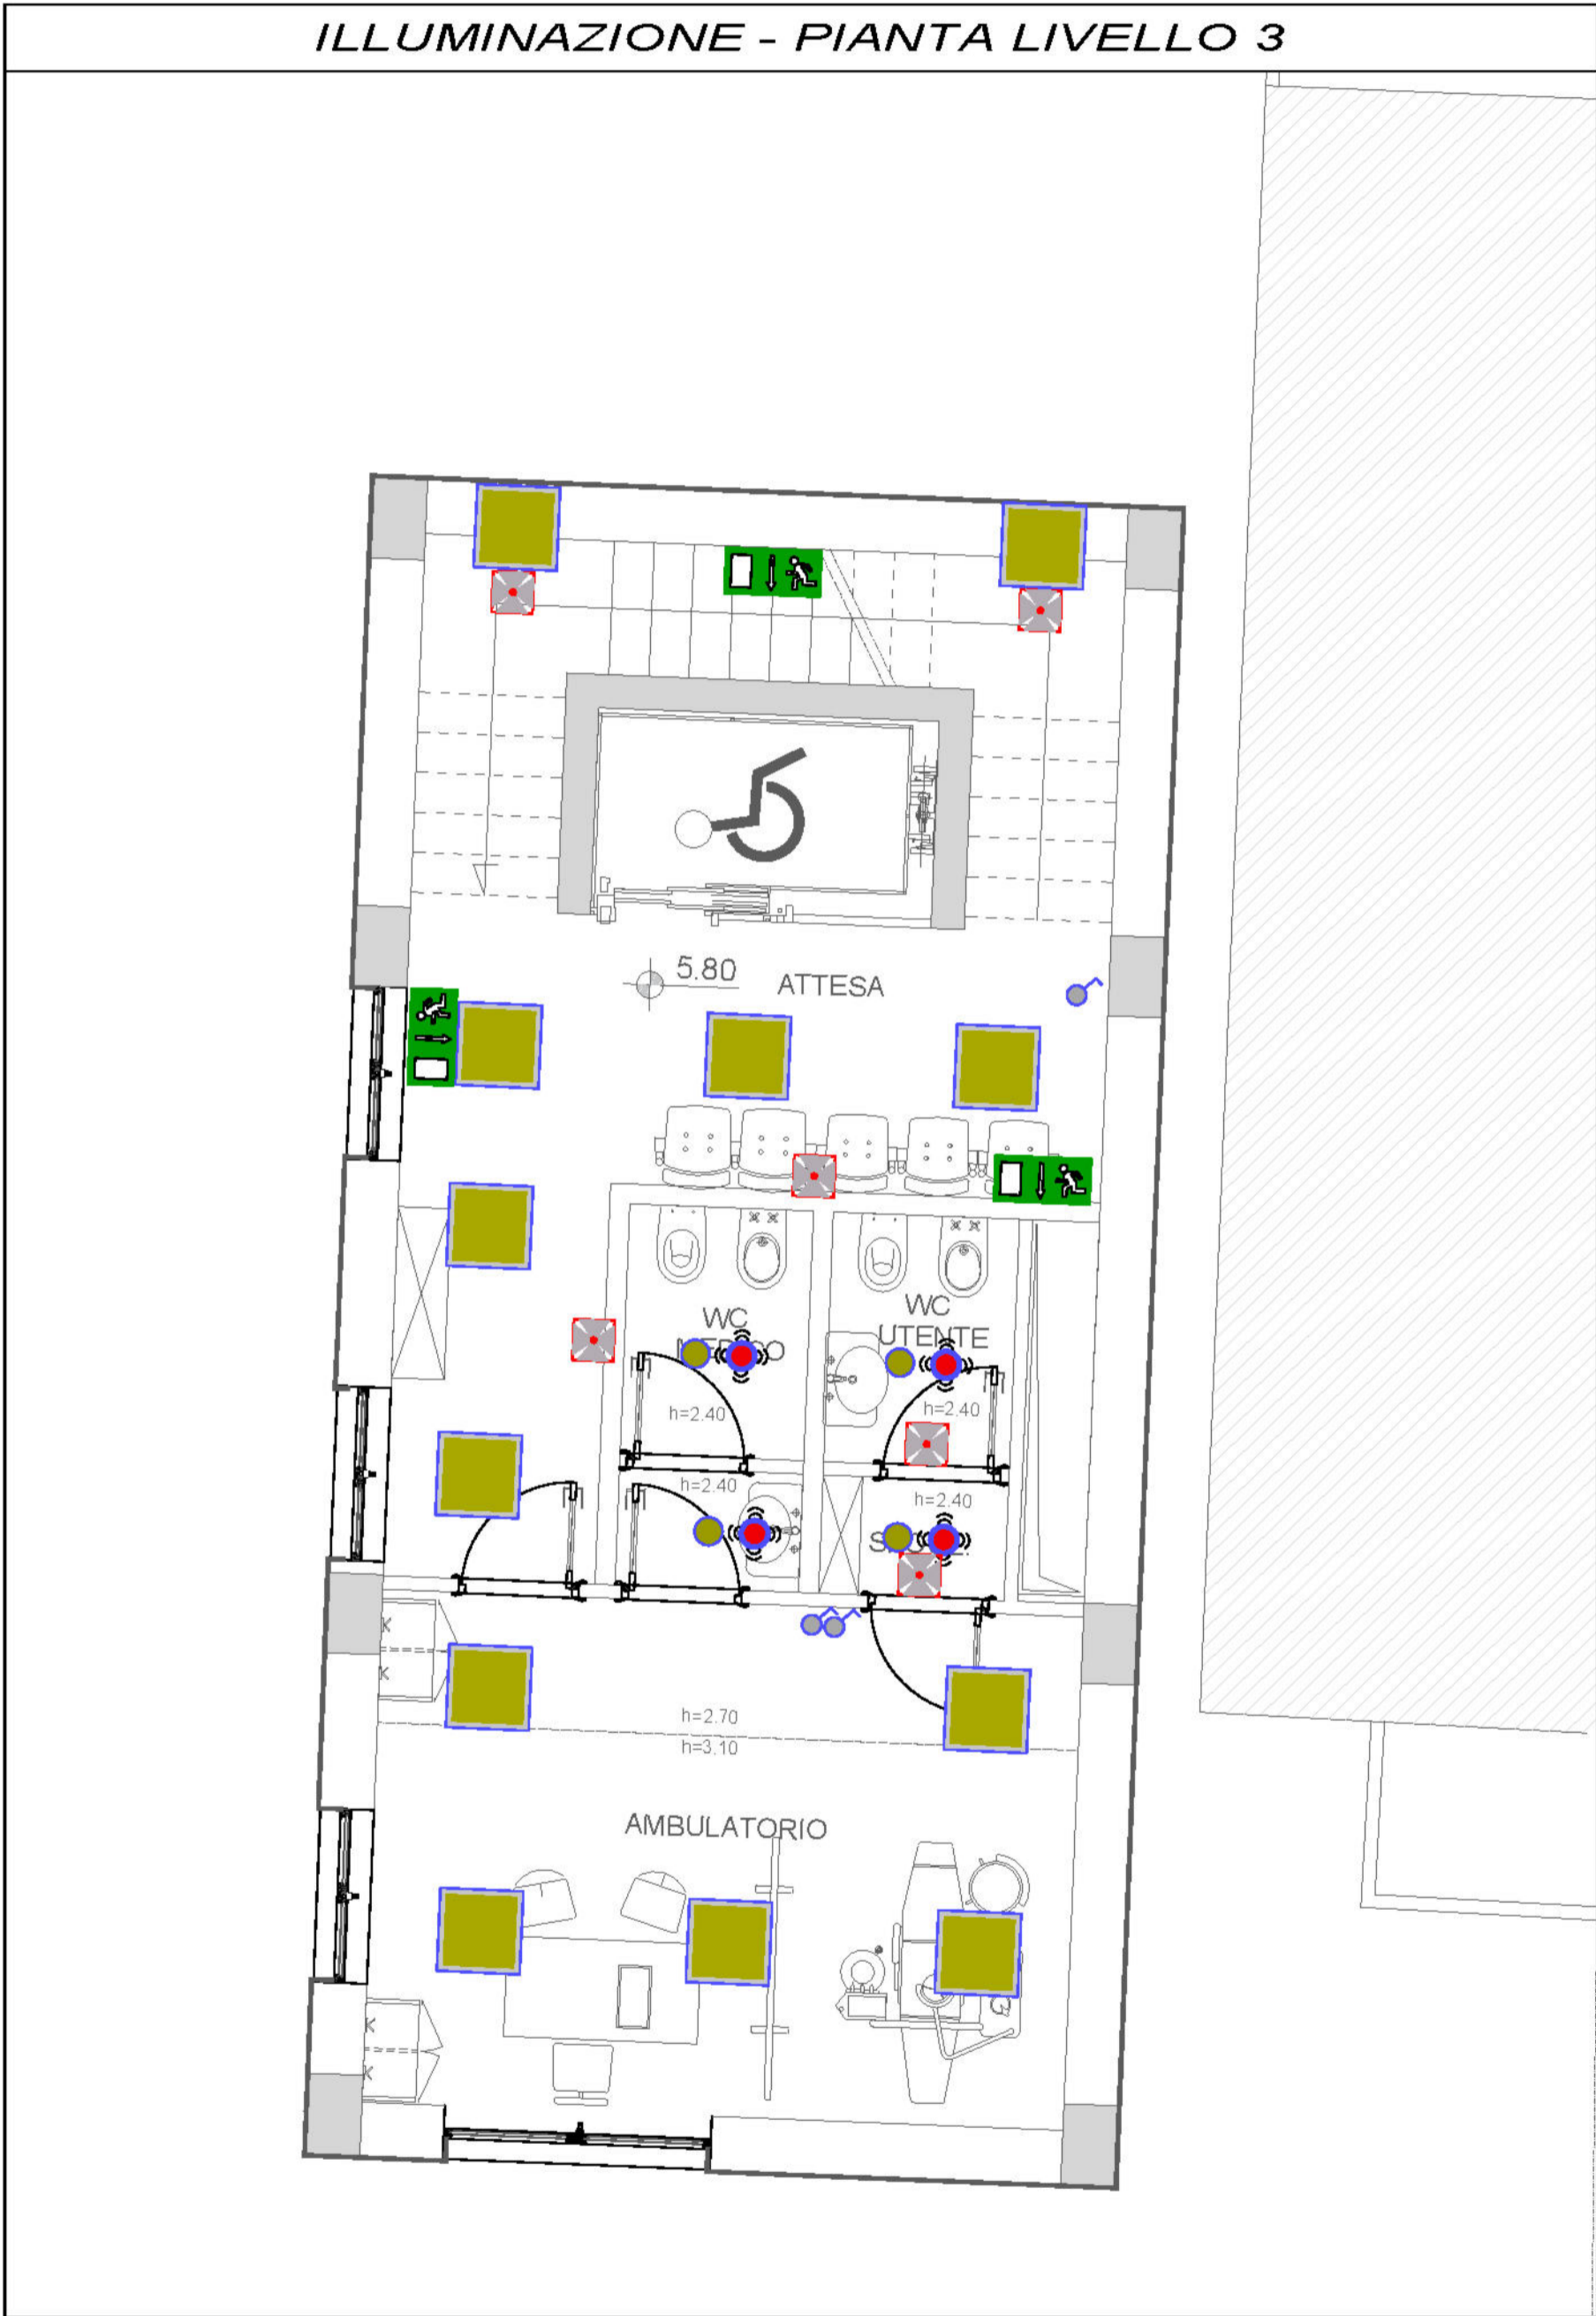 ILLUMINAZIONE - PIANTA LIVELLO 3
5.80
ATTESA
WC
WC
UTENTE
h=2.40
h=2.40
h=2.40
h=2.40
K
K
h=2.70
h=3.10
AMBULATORIO
K
K